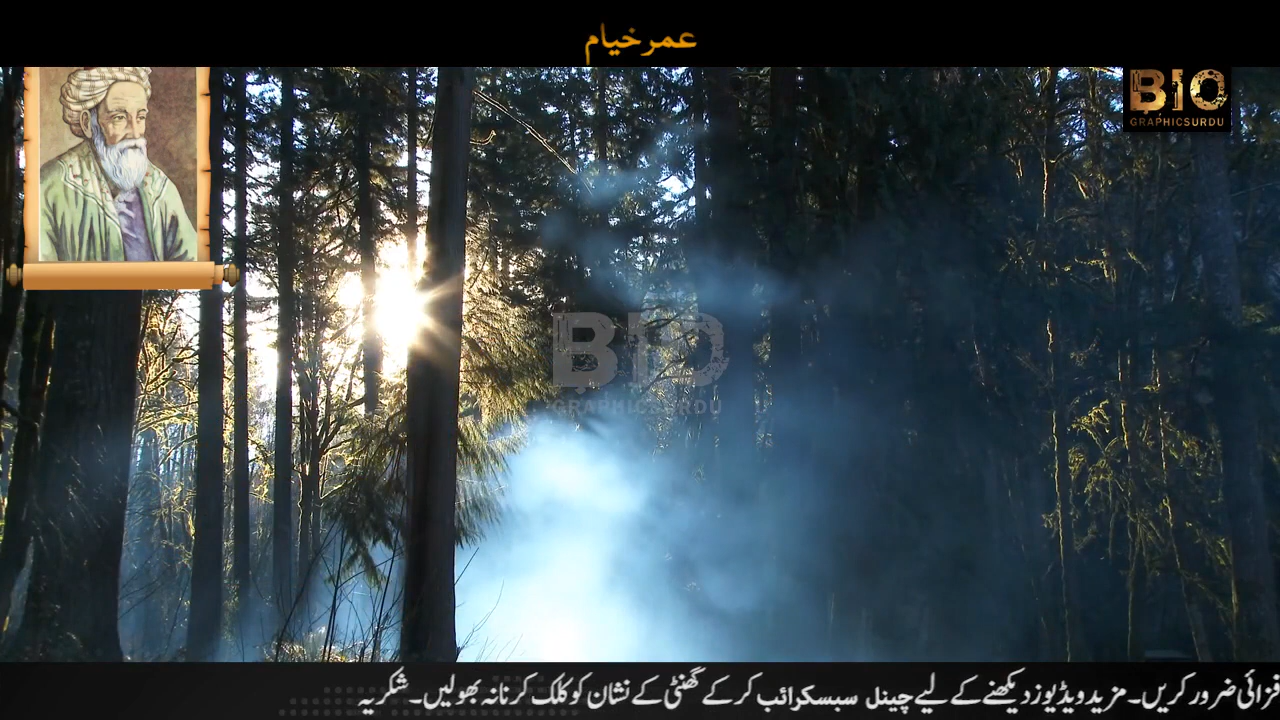 عمر خیام
BIO
GRAPHICSURDU
BIO
GRAPHICSURDU
فزائی ضرور کریں۔ مزید ویڈیوز دیکھنے کے لیے چینل سبسکرائب کر کے گھنٹی کے نشان کو کلک کرنا نہ بھولیں۔ شکریہ